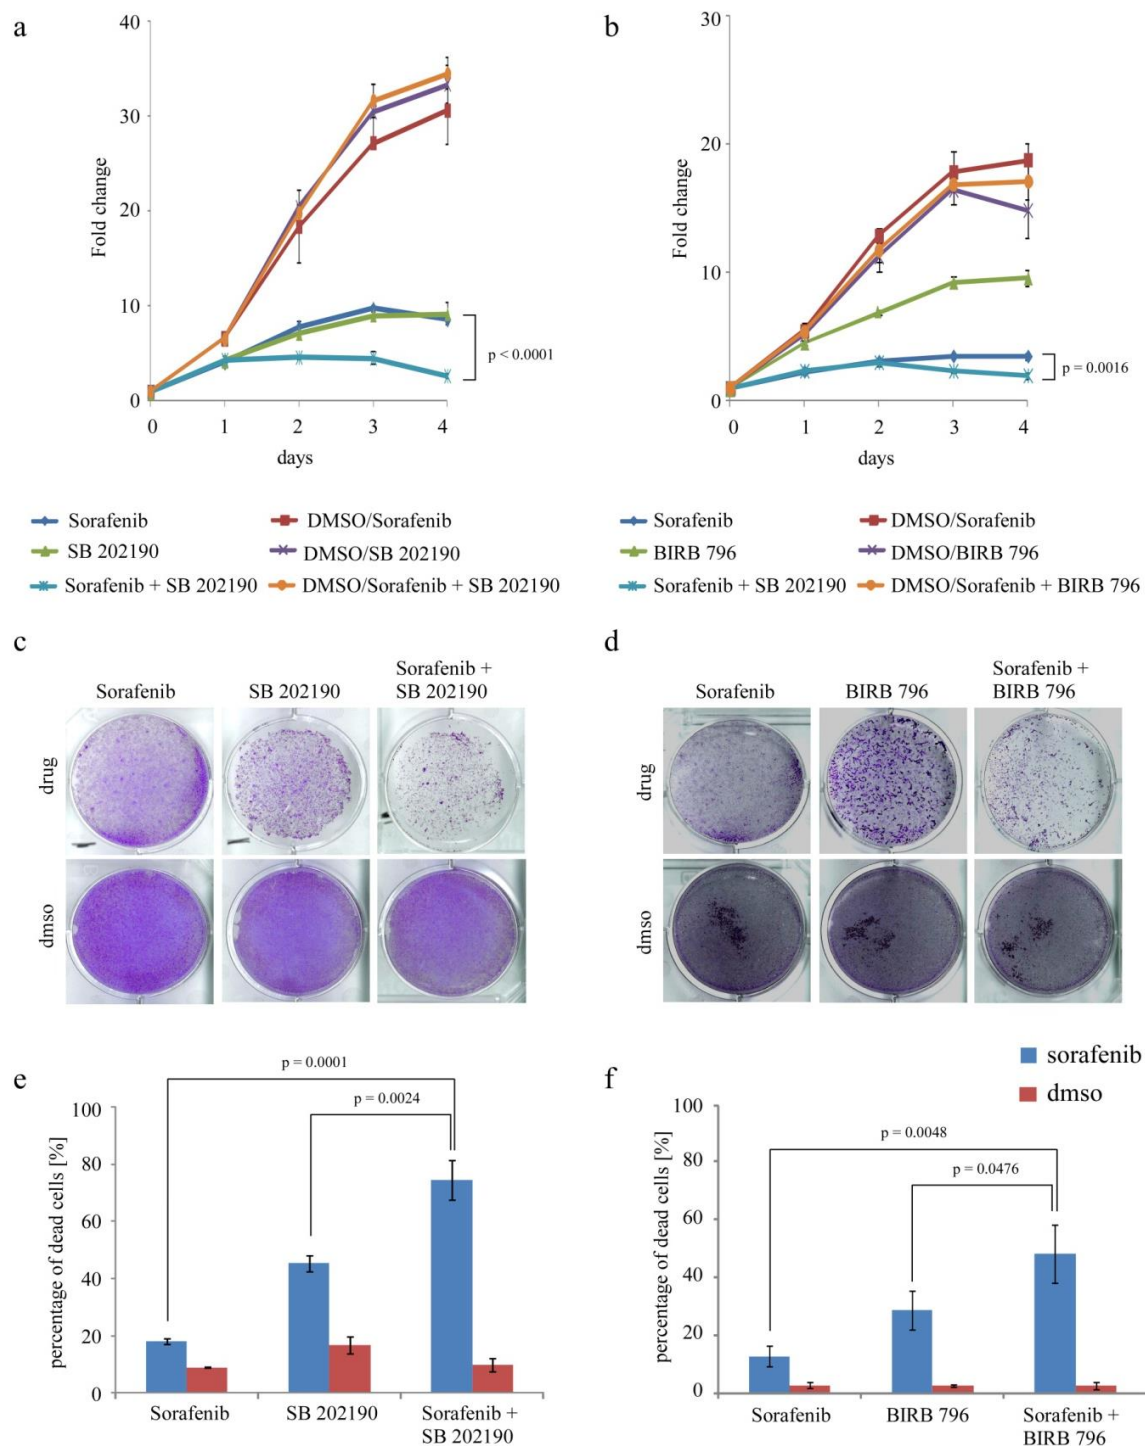 a
40
30
20
10
0
Fold change
0 1 2 3 4
days
p < 0.0001
Sorafenib
DMSO/Sorafenib
SB 202190
DMSO/SB 202190
Sorafenib + SB 202190
DMSO/Sorafenib + SB 202190
b
30
20
10
0
Fold change
0 1 2 3 4
days
p = 0.0016
Sorafenib
DMSO/Sorafenib
BIRB 796
DMSO/BIRB 796
Sorafenib + SB 202190
DMSO/Sorafenib + BIRB 796
c
Sorafenib
SB 202190
Sorafenib +
SB 202190
drug
dmso
d
Sorafenib
BIRB 796
Sorafenib +
BIRB 796
drug
dmso
e
p = 0.0001
p = 0.0024
100
80
60
40
20
0
percentage of dead cells [%]
Sorafenib
SB 202190
Sorafenib +
SB 202190
f
sorafenib
dmso
p = 0.0048
p = 0.0476
100
80
60
40
20
0
percentage of dead cells [%]
Sorafenib
BIRB 796
Sorafenib +
BIRB 796